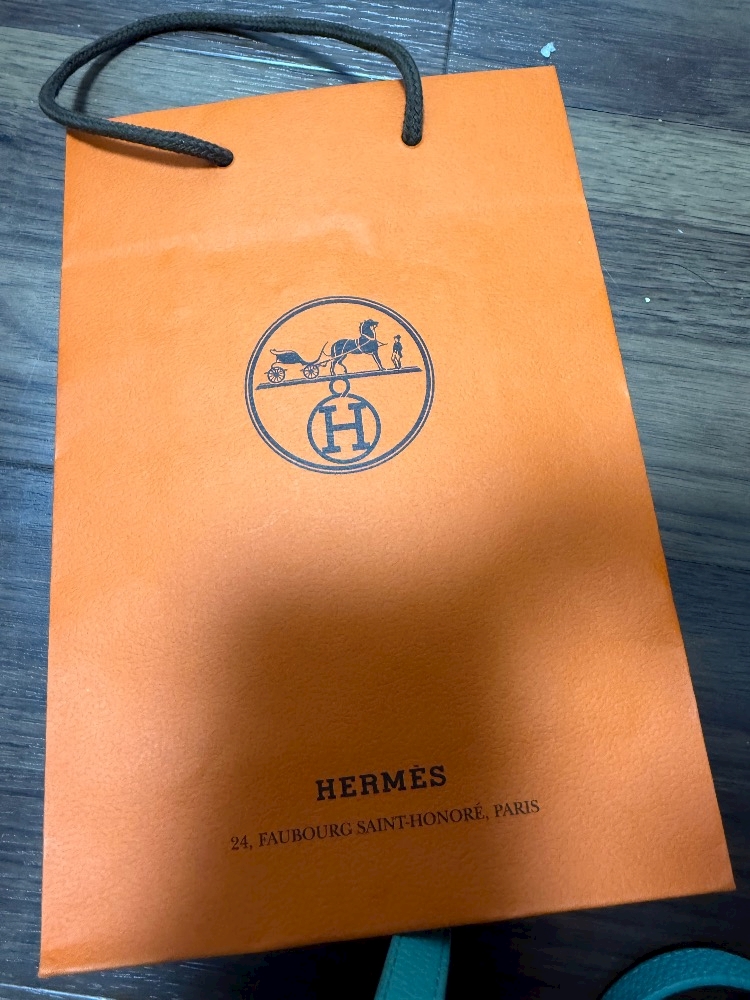 H
HERMÈS
24, FAUBOURG SAINT-HONORÉ, PARIS